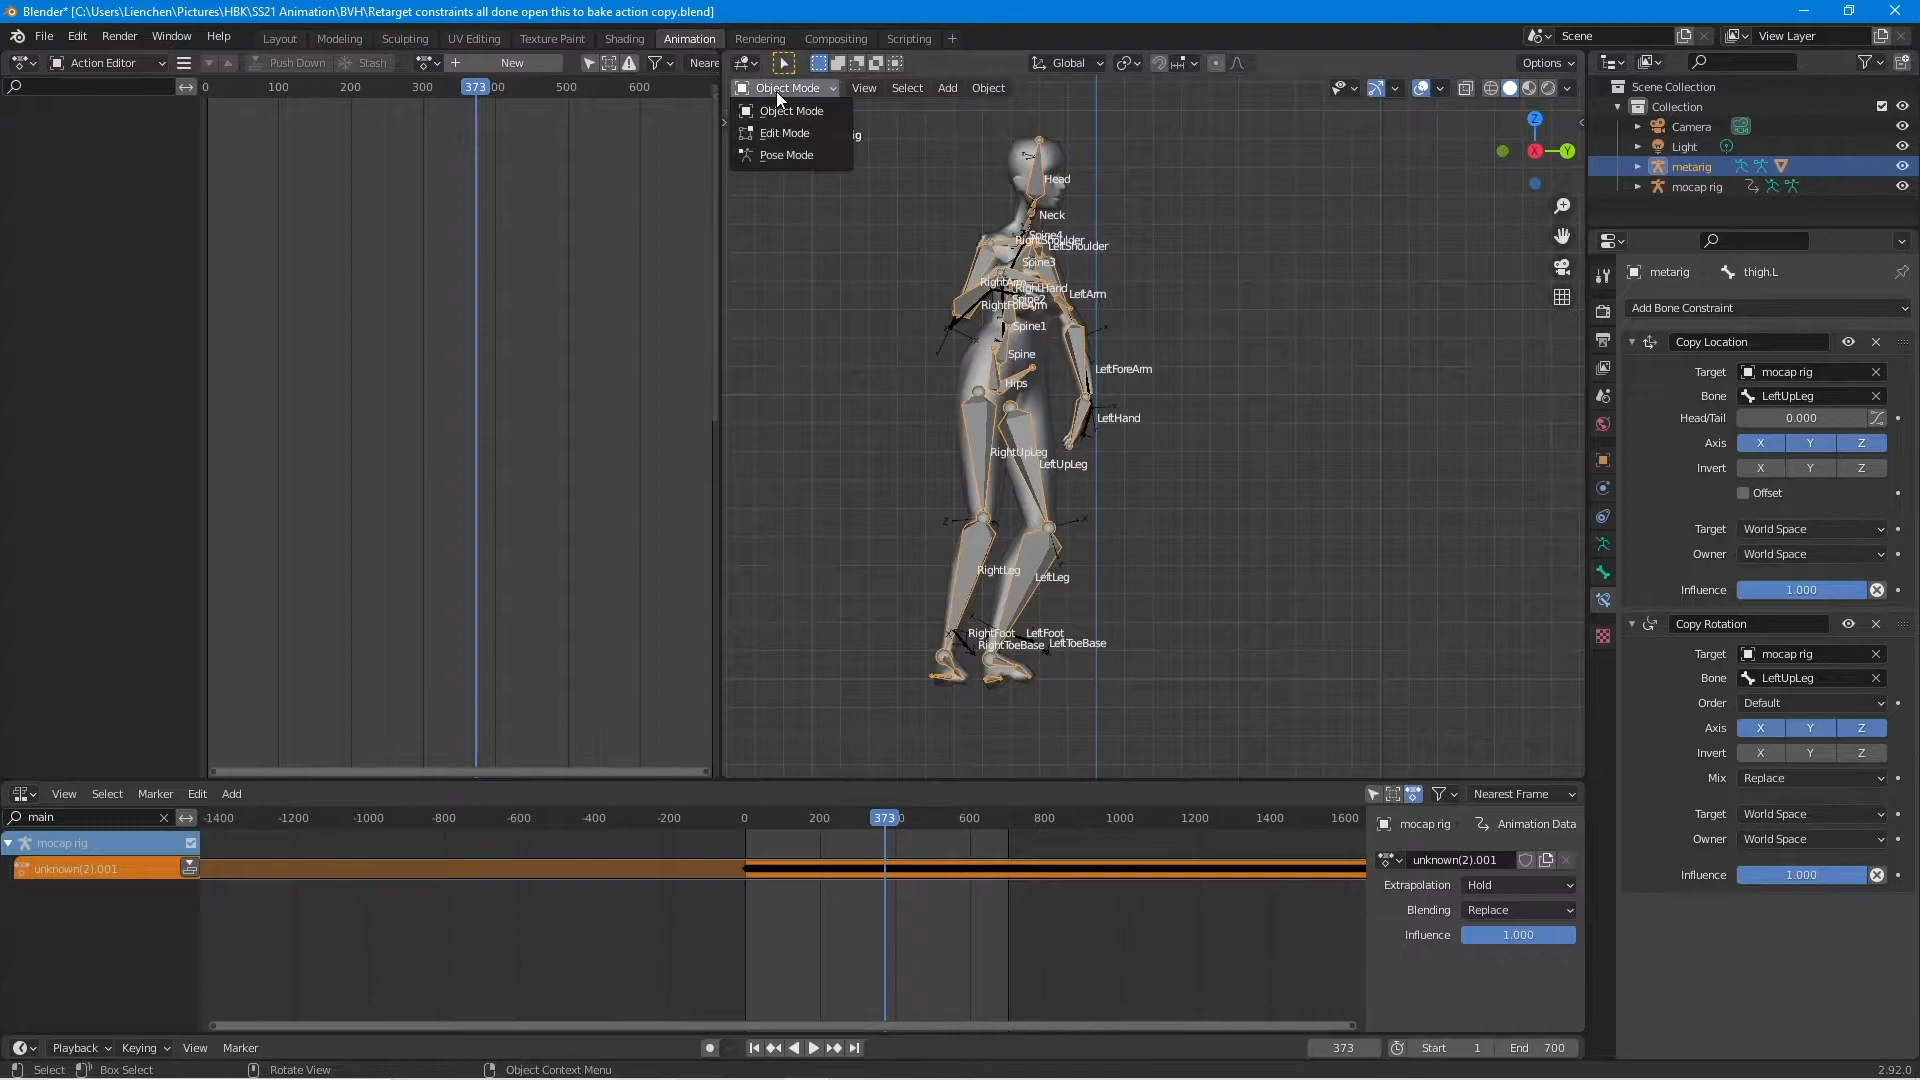 Blender* [C:\Users\Lienchen\Pictures\HBK\SS21 Animation\BVH\Retarget constraints all done open this to bake action copy.blend]
File Edit Render Window Help Layout Modeling Sculpting UV Editing Texture Paint Shading Animation Rendering Compositing Scripting Scene View Layer
Action Editor Push Down Stash New Neare Global Options
0 100 200 300 373 500 600
Object Mode View Select Add Object
Object Mode
Edit Mode
Pose Mode
ig
Z
X
Y
Head
Neck
Spine4
RightShoulder
LeftShoulder
Spine3
RightArm
RightHand
LeftArm
Spine2
RightForeArm
Spine1
Spine
LeftForeArm
Hips
LeftHand
RightUpLeg
LeftUpLeg
RightLeg
LeftLeg
RightFoot LeftFoot
RightToeBase LeftToeBase
Scene Collection
Collection
Camera
Light
metarig
mocap rig
metarig thigh.L
Add Bone Constraint
Copy Location
Target mocap rig
Bone LeftUpLeg
Head/Tail 0.000
Axis X Y Z
Invert X Y Z
Offset
Target World Space
Owner World Space
Influence 1.000
Copy Rotation
Target mocap rig
Bone LeftUpLeg
Order Default
Axis X Y Z
Invert X Y Z
Mix Replace
Target World Space
Owner World Space
Influence 1.000
View Select Marker Edit Add Nearest Frame
main -1400 -1200 -1000 -800 -600 -400 -200 0 200 373 600 800 1000 1200 1400 1600
mocap rig
unknown(2).001
mocap rig Animation Data
unknown(2).001
Extrapolation Hold
Blending Replace
Influence 1.000
Playback Keying View Marker 373 Start 1 End 700
Select Box Select Rotate View Object Context Menu 2.92.0